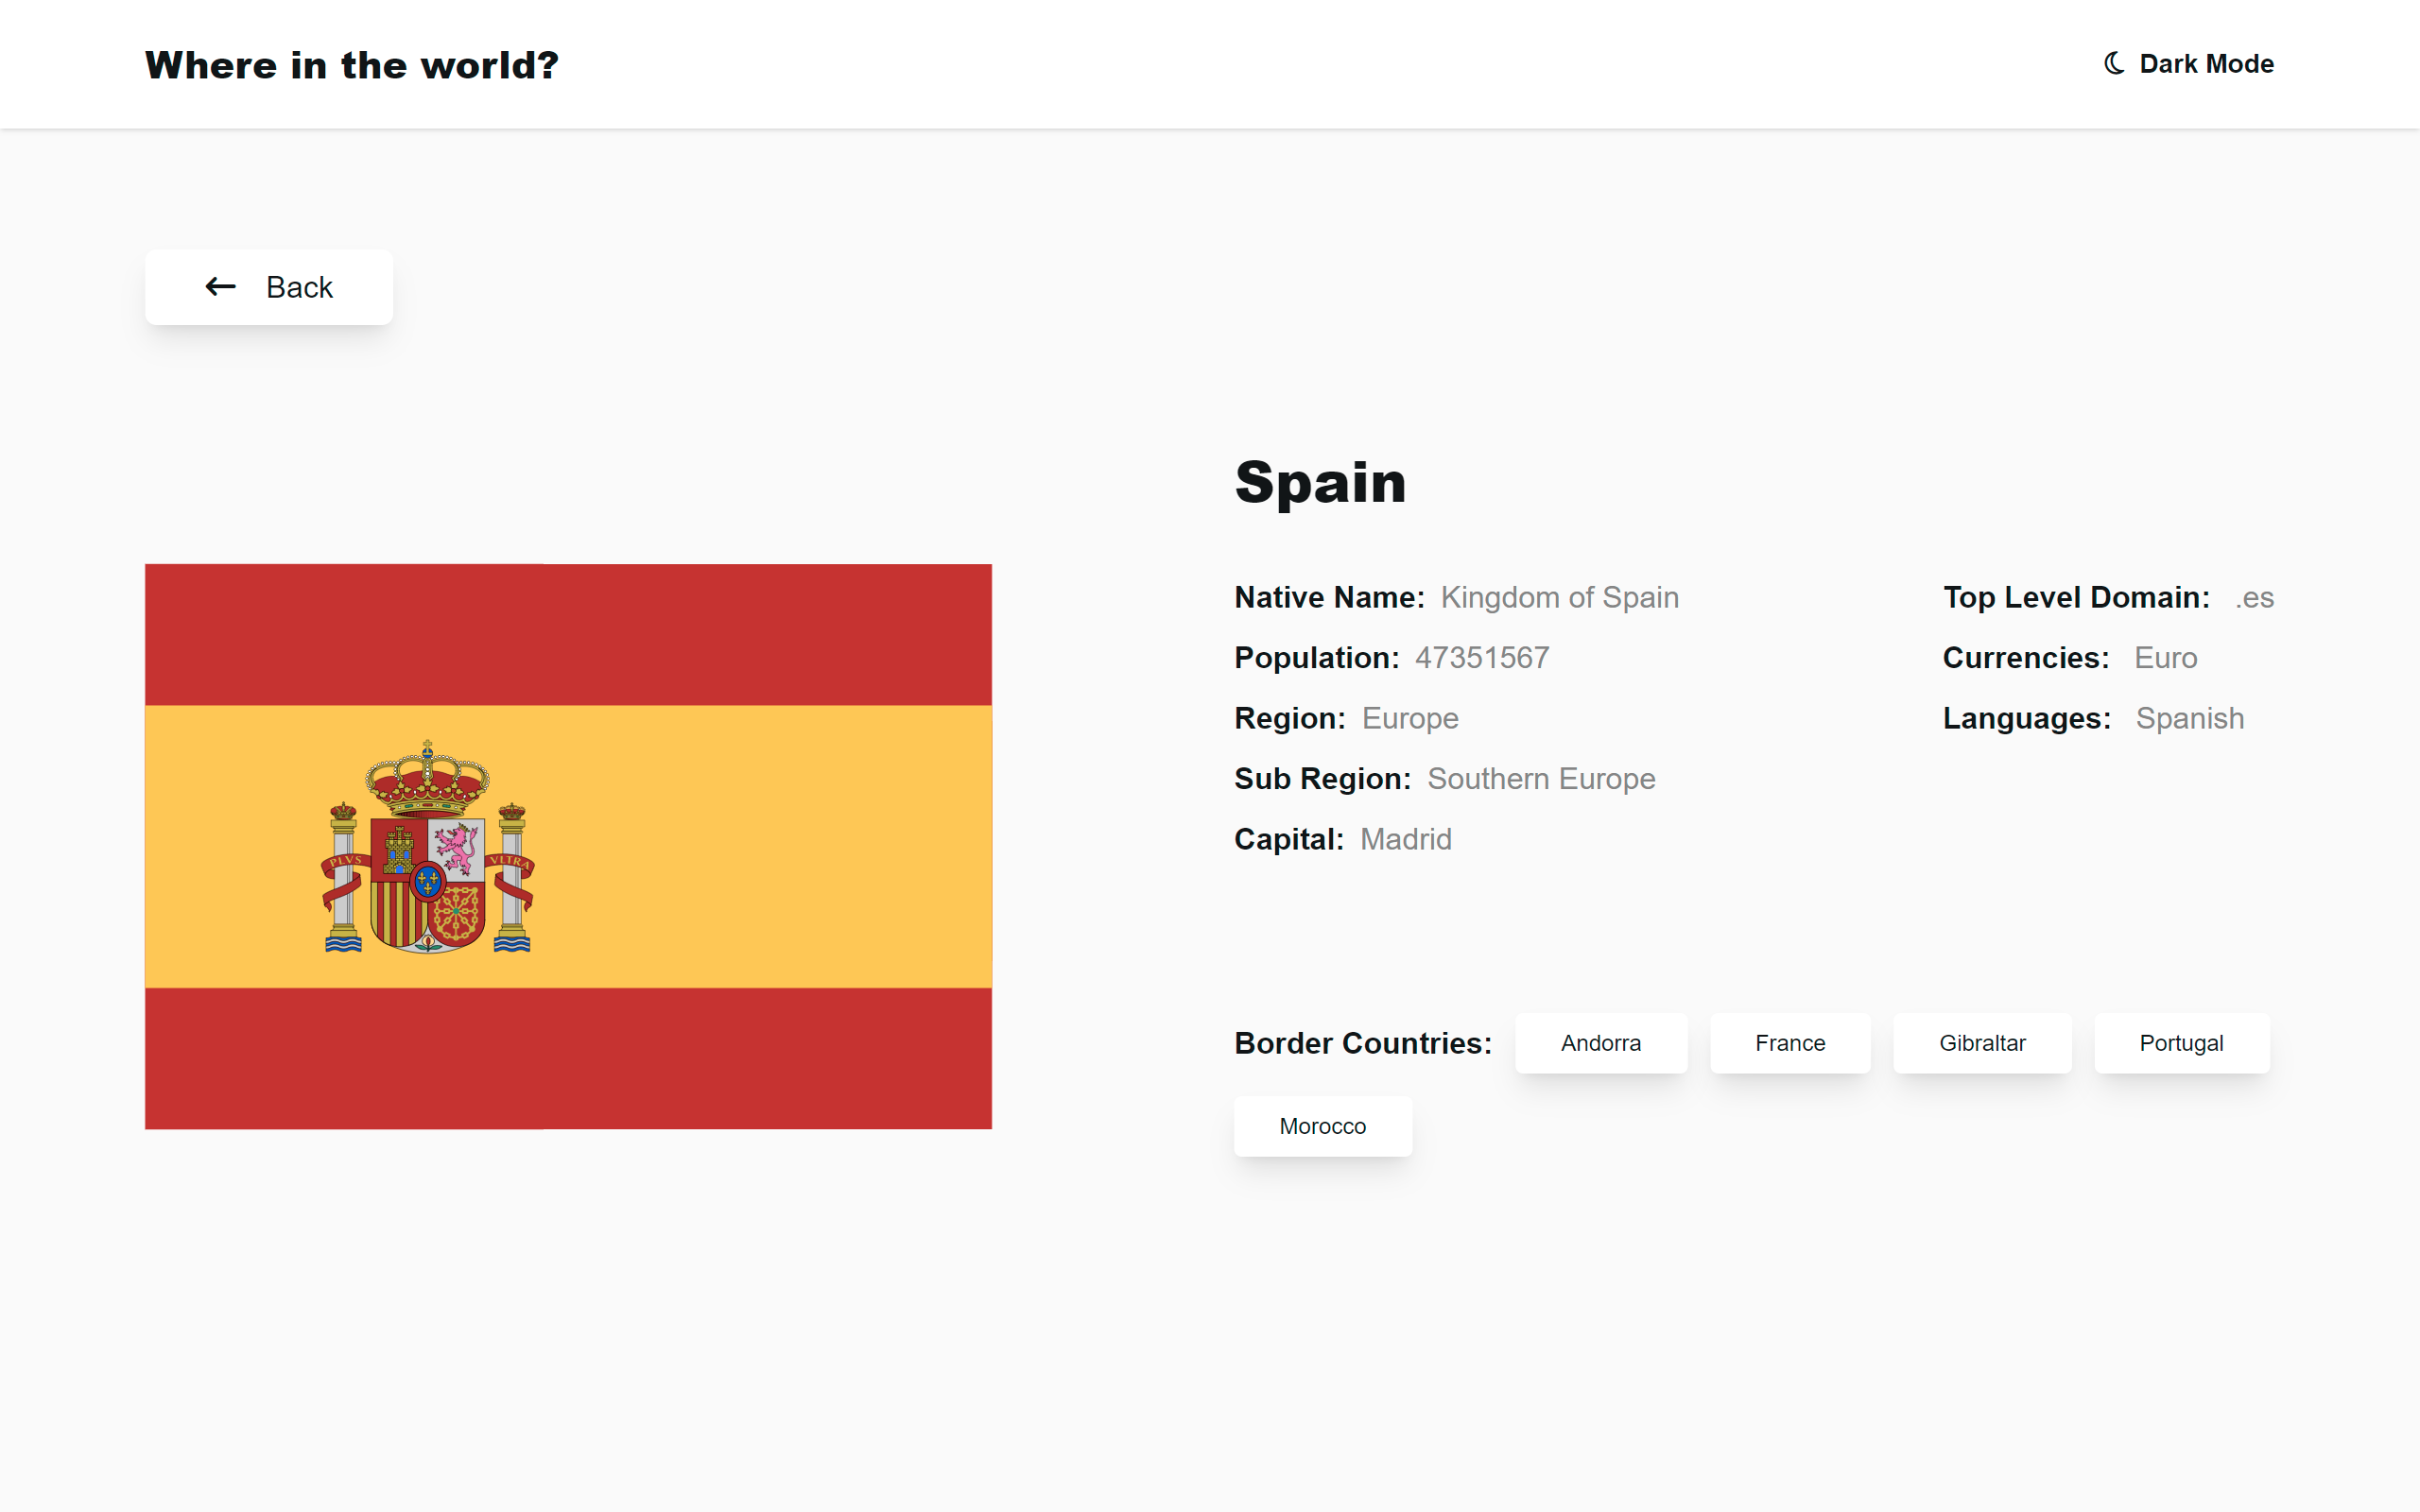 Where in the world?
Dark Mode
Back
PLVS VLTRA
Spain
Native Name: Kingdom of Spain
Population: 47351567
Region: Europe
Sub Region: Southern Europe
Capital: Madrid
Top Level Domain: .es
Currencies: Euro
Languages: Spanish
Border Countries: Andorra France Gibraltar Portugal
Morocco